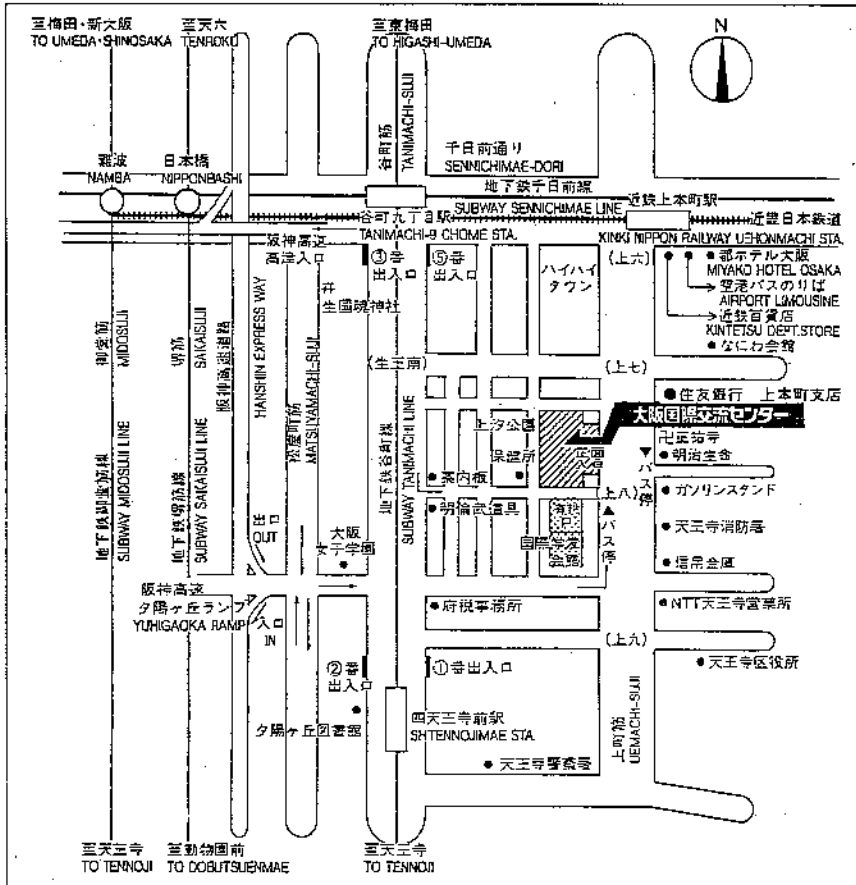 至梅田・新大阪
TO UMEDA・SHINOSAKA
至天六
TENROKU
至東梅田
TO HIGASHI-UMEDA
N
谷町筋
TANIMACHI-SUJI
千日前通り
SENNICHIMAE-DORI
難波
NAMBA
日本橋
NIPPONBASHI
地下鉄千日前線
SUBWAY SENNICHIMAE LINE
近鉄上本町駅
近畿日本鉄道
KINKI NIPPON RAILWAY UEHONMACHI STA.
谷町九丁目駅
TANIMACHI-9 CHOME STA.
阪神高速
高津入口
③番
出入口
⑤番
出入口
ハイハイ
タウン
(上六)
都ホテル大阪
MIYAKO HOTEL OSAKA
空港バスのりば
AIRPORT LIMOUSINE
近鉄百貨店
KINTETSU DEPT.STORE
なにわ会館
生國魂神社
御堂筋
MIDOSUJI
堺筋
SAKAISUJI
阪神高速道路
HANSHIN EXPRESS WAY
松屋町筋
MATSUYAMACHI-SUJI
(生玉南)
(上七)
住友銀行 上本町支店
大阪国際交流センター
上汐公園
正面
卍正祐寺
明治生命
保健所
バス停
地下鉄御堂筋線
SUBWAY MIDOSUJI LINE
地下鉄堺筋線
SUBWAY SAKAISUJI LINE
地下鉄谷町線
SUBWAY TANIMACHI LINE
案内板
(上八)
ガソリンスタンド
明倫武道具
バス停
天王寺消防署
出口
OUT
大阪
女子学園
信用金庫
阪神高速
夕陽ヶ丘ランプ
YUHIGAOKA RAMP
入口
IN
府税事務所
NTT天王寺営業所
(上九)
②番
出入口
①番出入口
天王寺区役所
夕陽ヶ丘図書館
四天王寺前駅
SHTENNOJIMAE STA.
上町筋
UEMACHI-SUJI
天王寺警察署
至天王寺
TO TENNOJI
至動物園前
TO DOBUTSUENMAE
至天王寺
TO TENNOJI